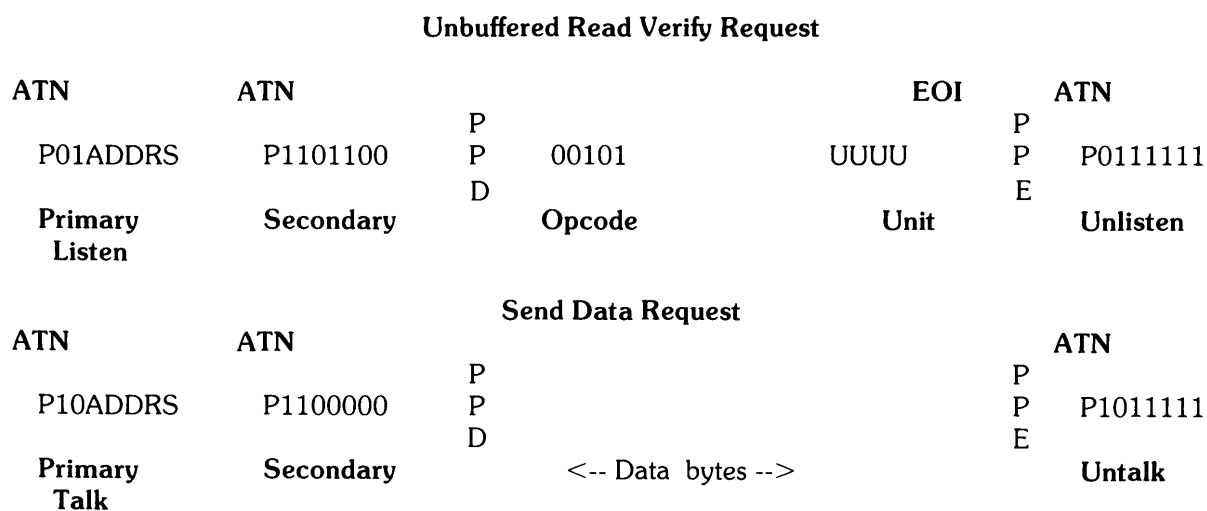 Unbuffered Read Verify Request
ATN ATN EOI ATN
P P
P01ADDRS P1101100 P 00101 UUUU P P0111111
D E
Primary Secondary Opcode Unit Unlisten
Listen
Send Data Request
ATN ATN ATN
P P
P10ADDRS P1100000 P P P1011111
D E
Primary Secondary <-- Data bytes --> Untalk
Talk